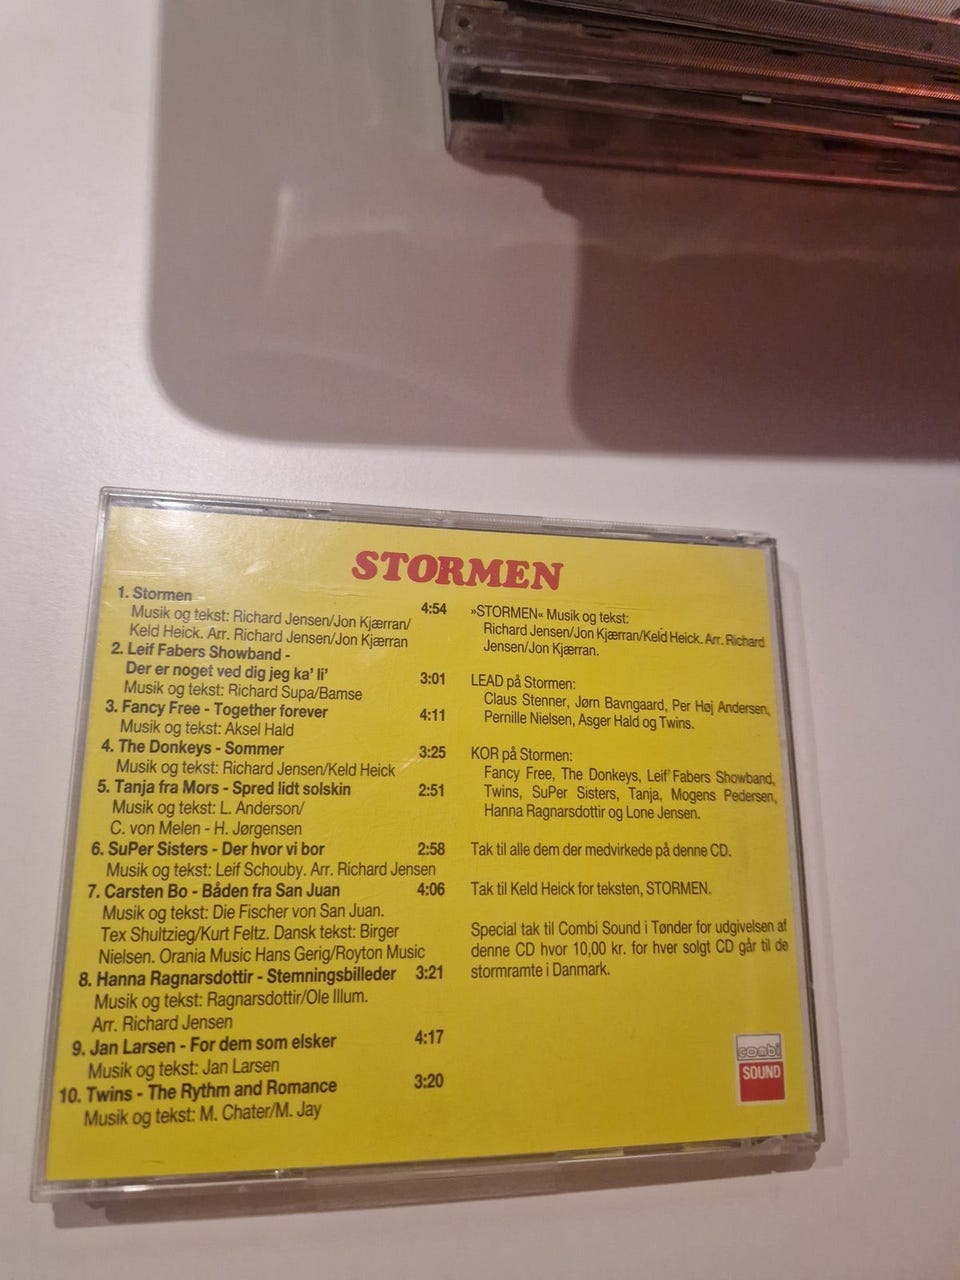 STORMEN
1. Stormen 4:54
Musik og tekst: Richard Jensen/Jon Kjærran/
Keld Heick. Arr. Richard Jensen/Jon Kjærran
2. Leif Fabers Showband -
Der er noget ved dig jeg ka' li' 3:01
Musik og tekst: Richard Supa/Bamse
3. Fancy Free - Together forever 4:11
Musik og tekst: Aksel Hald
4. The Donkeys - Sommer 3:25
Musik og tekst: Richard Jensen/Keld Heick
5. Tanja fra Mors - Spred lidt solskin 2:51
Musik og tekst: L. Anderson/
C. von Melen - H. Jørgensen
6. SuPer Sisters - Der hvor vi bor 2:58
Musik og tekst: Leif Schouby. Arr. Richard Jensen
7. Carsten Bo - Båden fra San Juan 4:06
Musik og tekst: Die Fischer von San Juan.
Tex Shultzieg/Kurt Feltz. Dansk tekst: Birger
Nielsen. Orania Music Hans Gerig/Royton Music
8. Hanna Ragnarsdottir - Stemningsbilleder 3:21
Musik og tekst: Ragnarsdottir/Ole Illum.
Arr. Richard Jensen
9. Jan Larsen - For dem som elsker 4:17
Musik og tekst: Jan Larsen
10. Twins - The Rythm and Romance 3:20
Musik og tekst: M. Chater/M. Jay
»STORMEN« Musik og tekst:
Richard Jensen/Jon Kjærran/Keld Heick. Arr. Richard
Jensen/Jon Kjærran.
LEAD på Stormen:
Claus Stenner, Jørn Bavngaard, Per Høj Andersen,
Pernille Nielsen, Asger Hald og Twins.
KOR på Stormen:
Fancy Free, The Donkeys, Leif Fabers Showband,
Twins, SuPer Sisters, Tanja, Mogens Pedersen,
Hanna Ragnarsdottir og Lone Jensen.
Tak til alle dem der medvirkede på denne CD.
Tak til Keld Heick for teksten, STORMEN.
Special tak til Combi Sound i Tønder for udgivelsen af
denne CD hvor 10,00 kr. for hver solgt CD går til de
stormramte i Danmark.
combi
SOUND